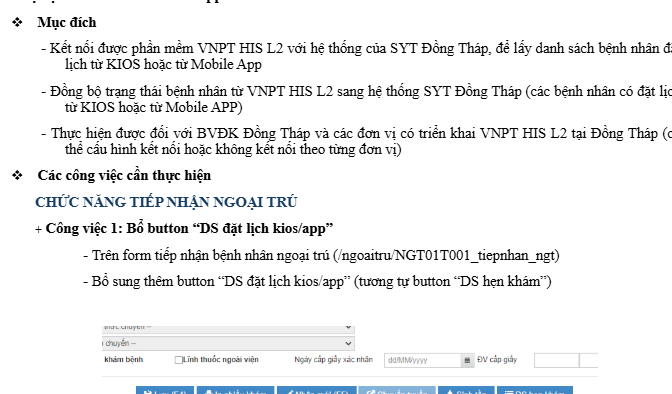 Mục đích
- Kết nối được phần mềm VNPT HIS L2 với hệ thống của SYT Đồng Tháp, để lấy danh sách bệnh nhân
lịch từ KIOS hoặc từ Mobile App
- Đồng bộ trạng thái bệnh nhân từ VNPT HIS L2 sang hệ thống SYT Đồng Tháp (các bệnh nhân có đặt
từ KIOS hoặc từ Mobile APP)
- Thực hiện được đối với BVĐK Đồng Tháp và các đơn vị có triển khai VNPT HIS L2 tại Đồng Tháp
thể cấu hình kết nối hoặc không kết nối theo từng đơn vị)
Các công việc cần thực hiện
CHỨC NĂNG TIẾP NHẬN NGOẠI TRÚ
+ Công việc 1: Bổ button “DS đặt lịch kios/app”
- Trên form tiếp nhận bệnh nhân ngoại trú (/ngoaitru/NGT01T001_tiepnhan_ngt)
- Bổ sung thêm button “DS đặt lịch kios/app” (tương tự button “DS hẹn khám”)
chuyển --
khám bệnh Lĩnh thuốc ngoài viện Ngày cấp giấy xác nhận dd/MM/yyyy ĐV cấp giấy